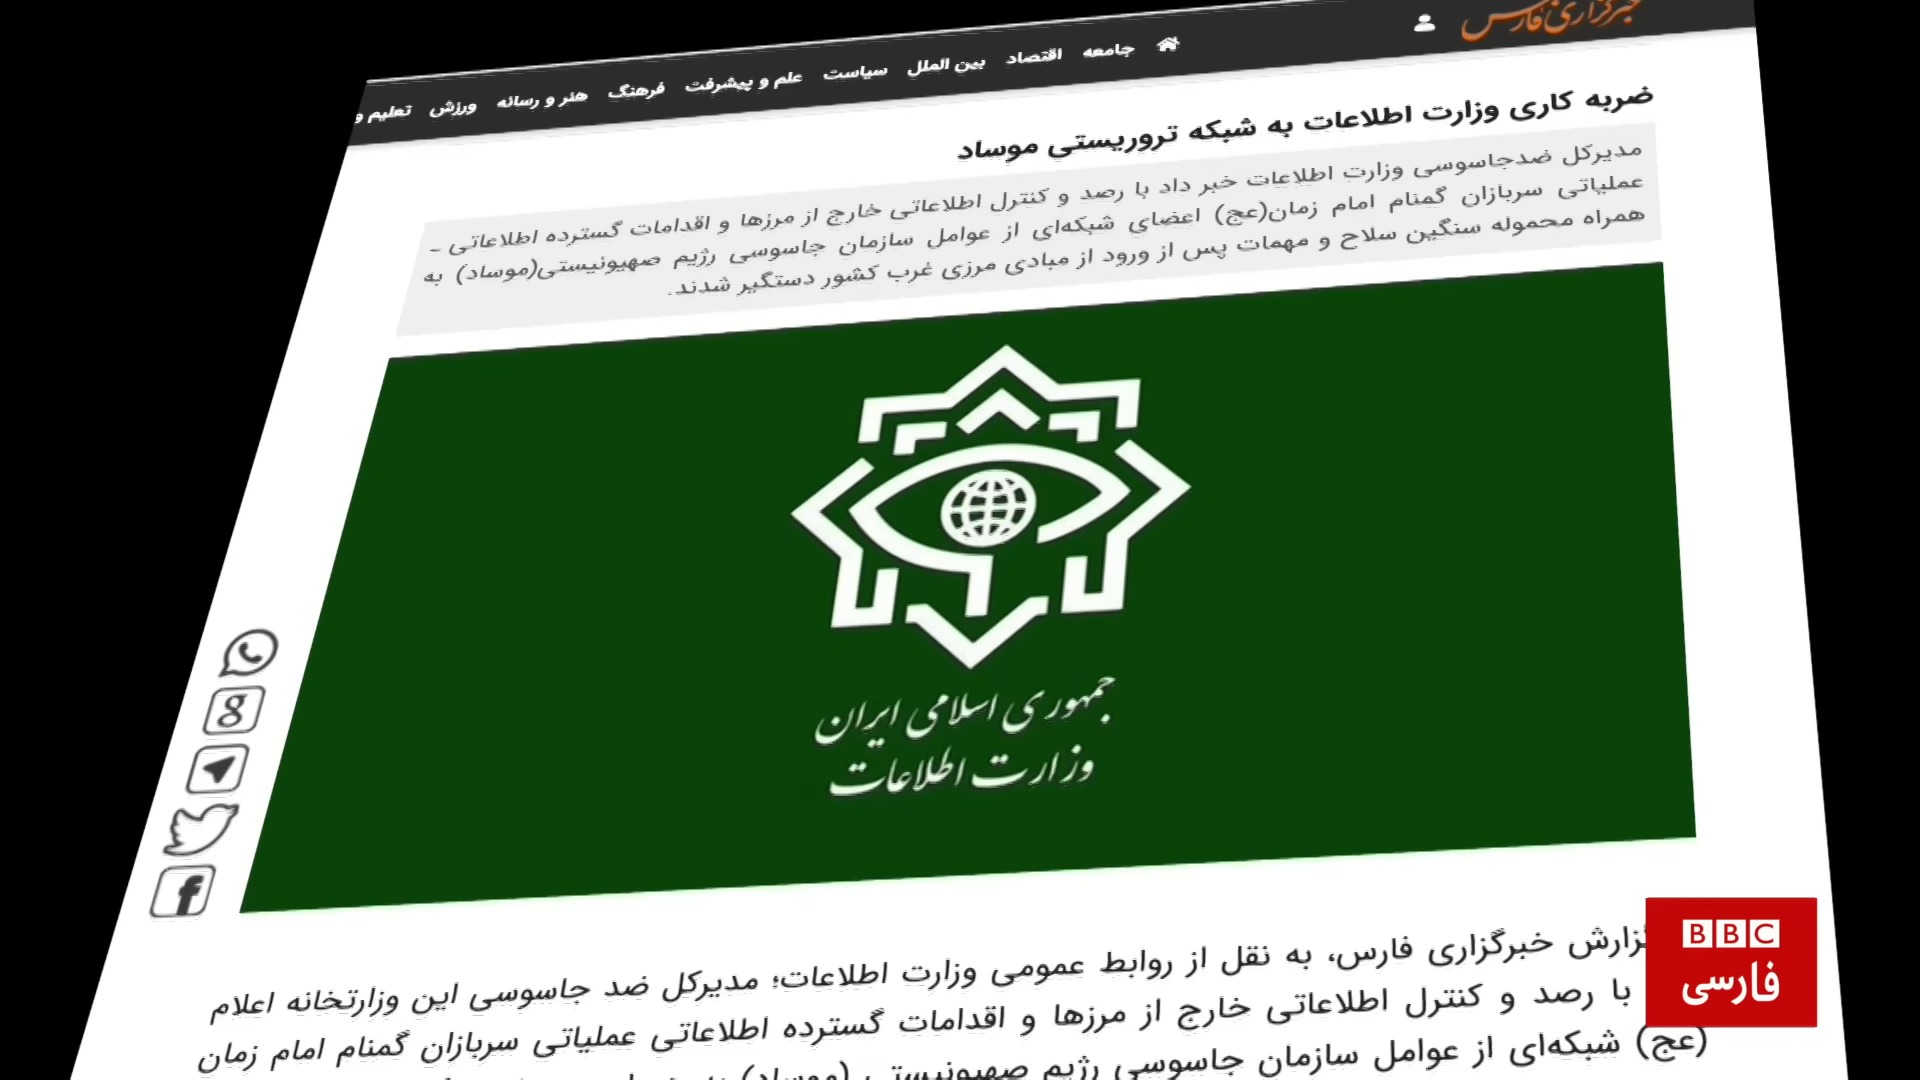 خبرگزاری فارس
جامعه اقتصاد بین الملل سیاست علم و پیشرفت فرهنگ هنر و رسانه ورزش تعلیم و
ضربه کاری وزارت اطلاعات به شبکه تروریستی موساد
مدیرکل ضدجاسوسی وزارت اطلاعات خبر داد با رصد و کنترل اطلاعاتی خارج از مرزها و اقدامات گسترده اطلاعاتی -
عملیاتی سربازان گمنام امام زمان(عج) اعضای شبکه‌ای از عوامل سازمان جاسوسی رژیم صهیونیستی(موساد) به
همراه محموله سنگین سلاح و مهمات پس از ورود از مبادی مرزی غرب کشور دستگیر شدند.
جمهوری اسلامی ایران
وزارت اطلاعات
خبرگزاری فارس، به نقل از روابط عمومی وزارت اطلاعات؛ مدیرکل ضد جاسوسی این وزارتخانه اعلام
با رصد و کنترل اطلاعاتی خارج از مرزها و اقدامات گسترده اطلاعاتی عملیاتی سربازان گمنام امام زمان
(عج) شبکه‌ای از عوامل سازمان جاسوسی رژیم صهیونیستی (موساد)
BBC
فارسی